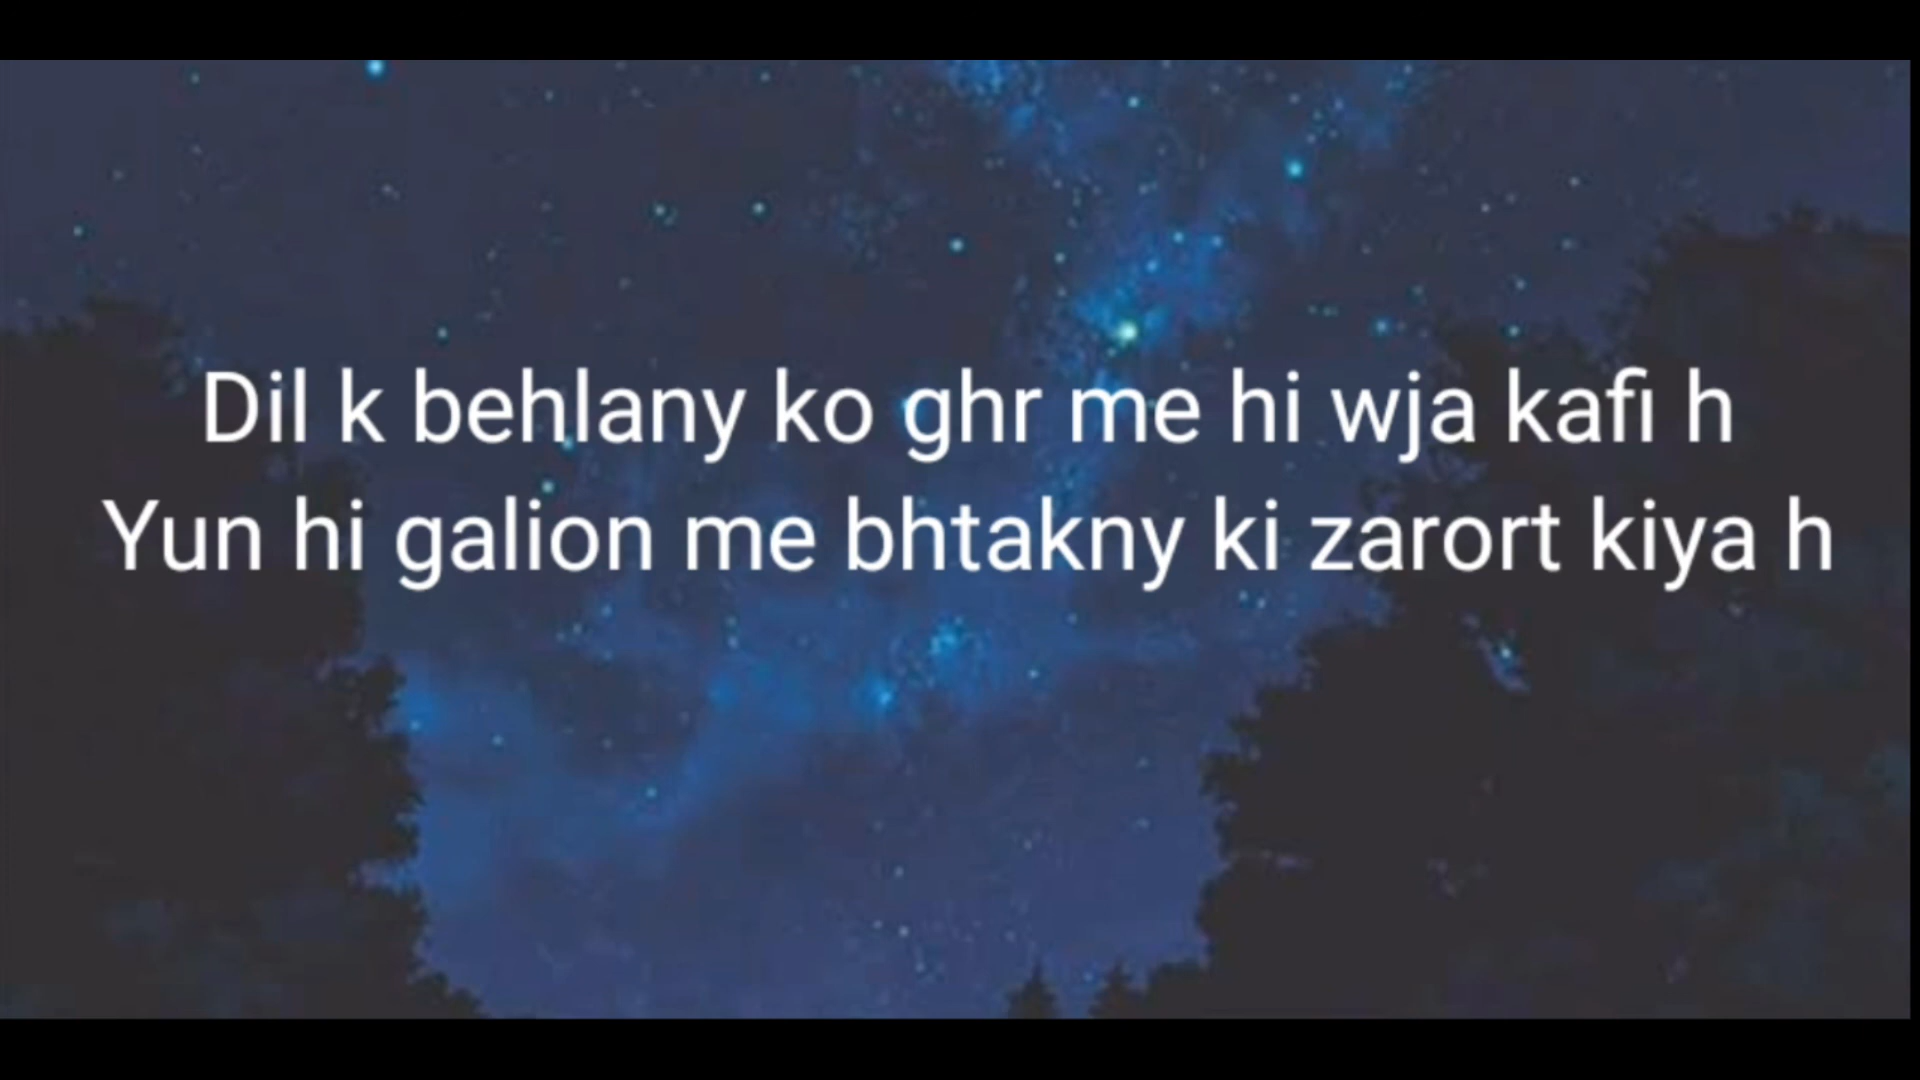 Dil k behlany ko ghr me hi wja kafi h
Yun hi galion me bhtakny ki zarort kiya h